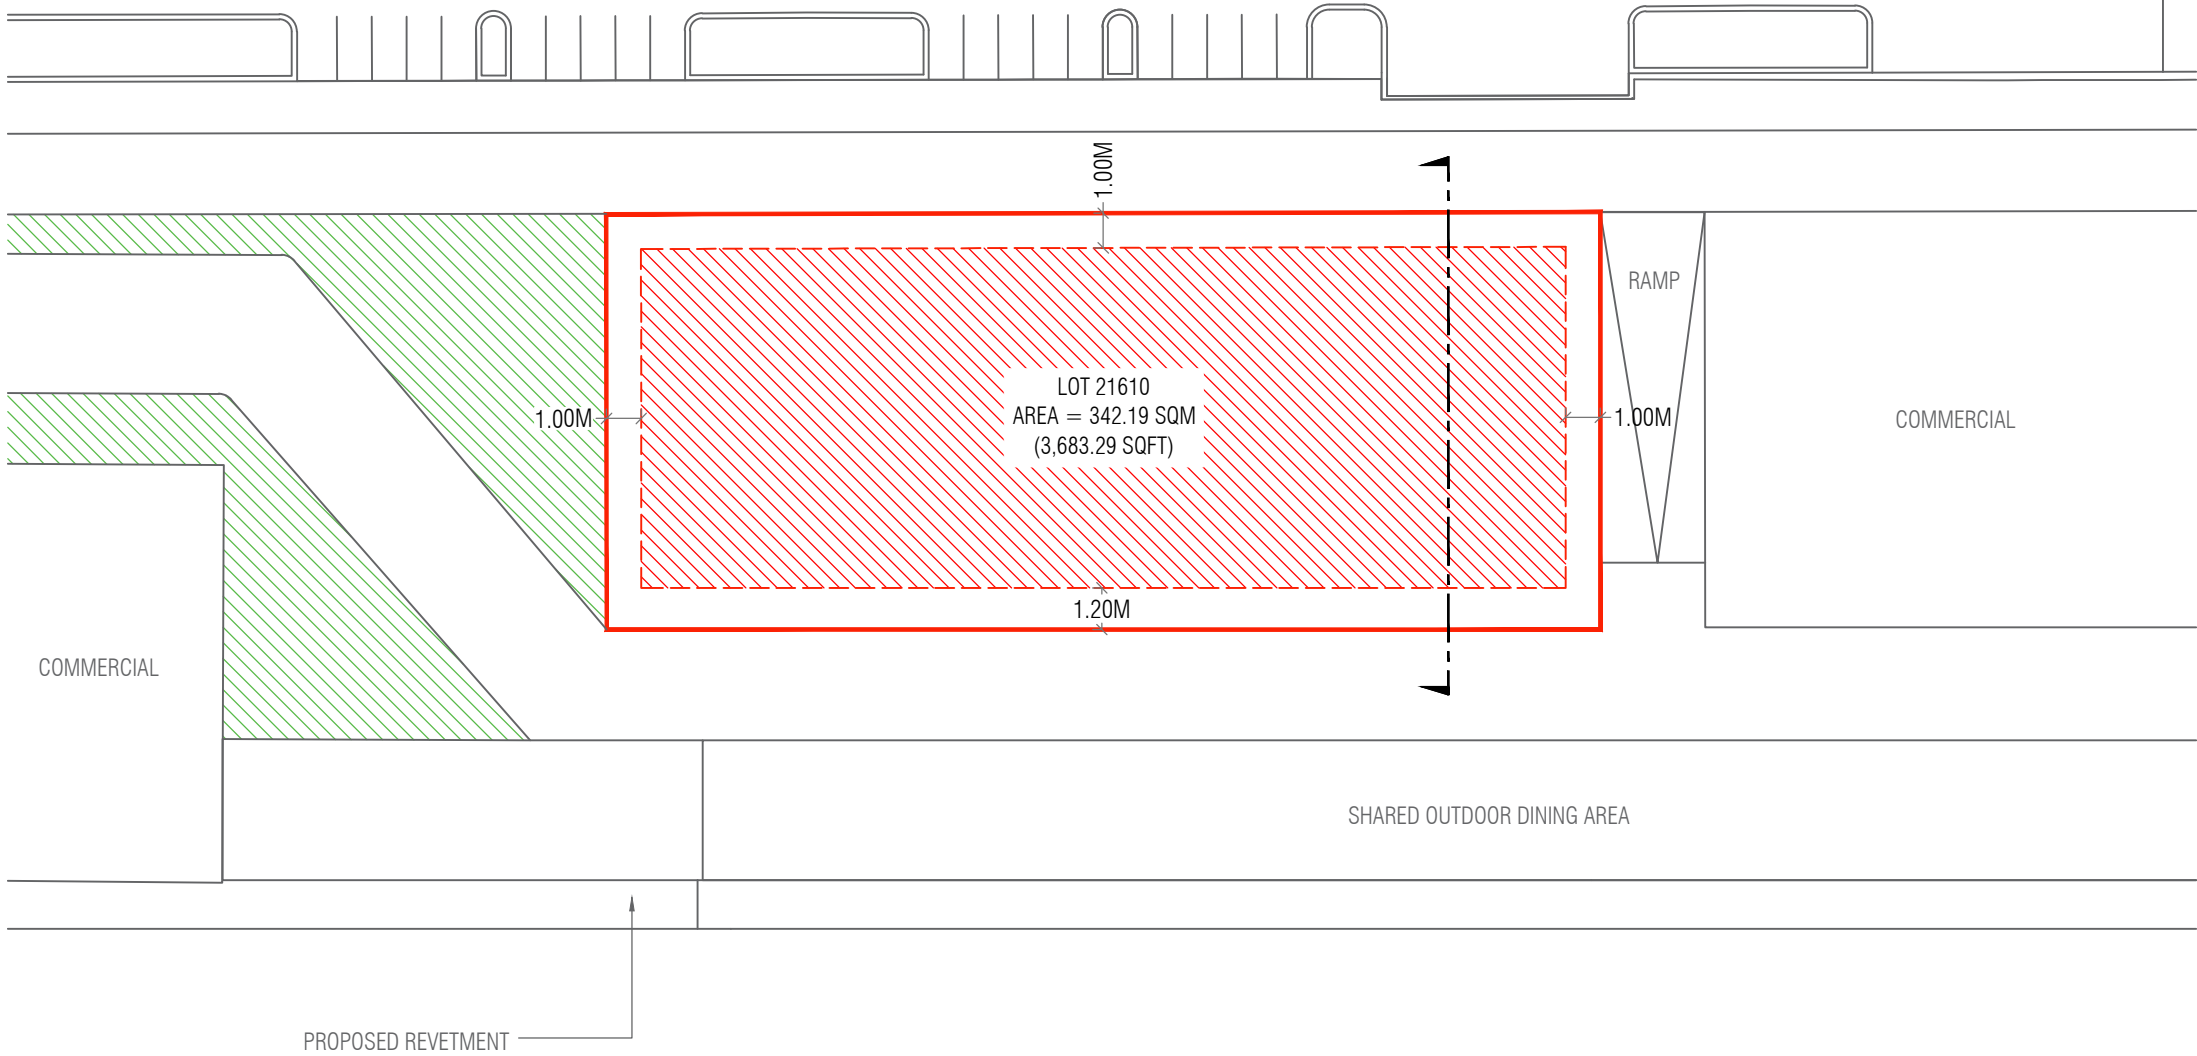 1.00M
RAMP
LOT 21610
AREA = 342.19 SQM
(3,683.29 SQFT)
1.00M
1.00M
COMMERCIAL
1.20M
COMMERCIAL
SHARED OUTDOOR DINING AREA
PROPOSED REVETMENT